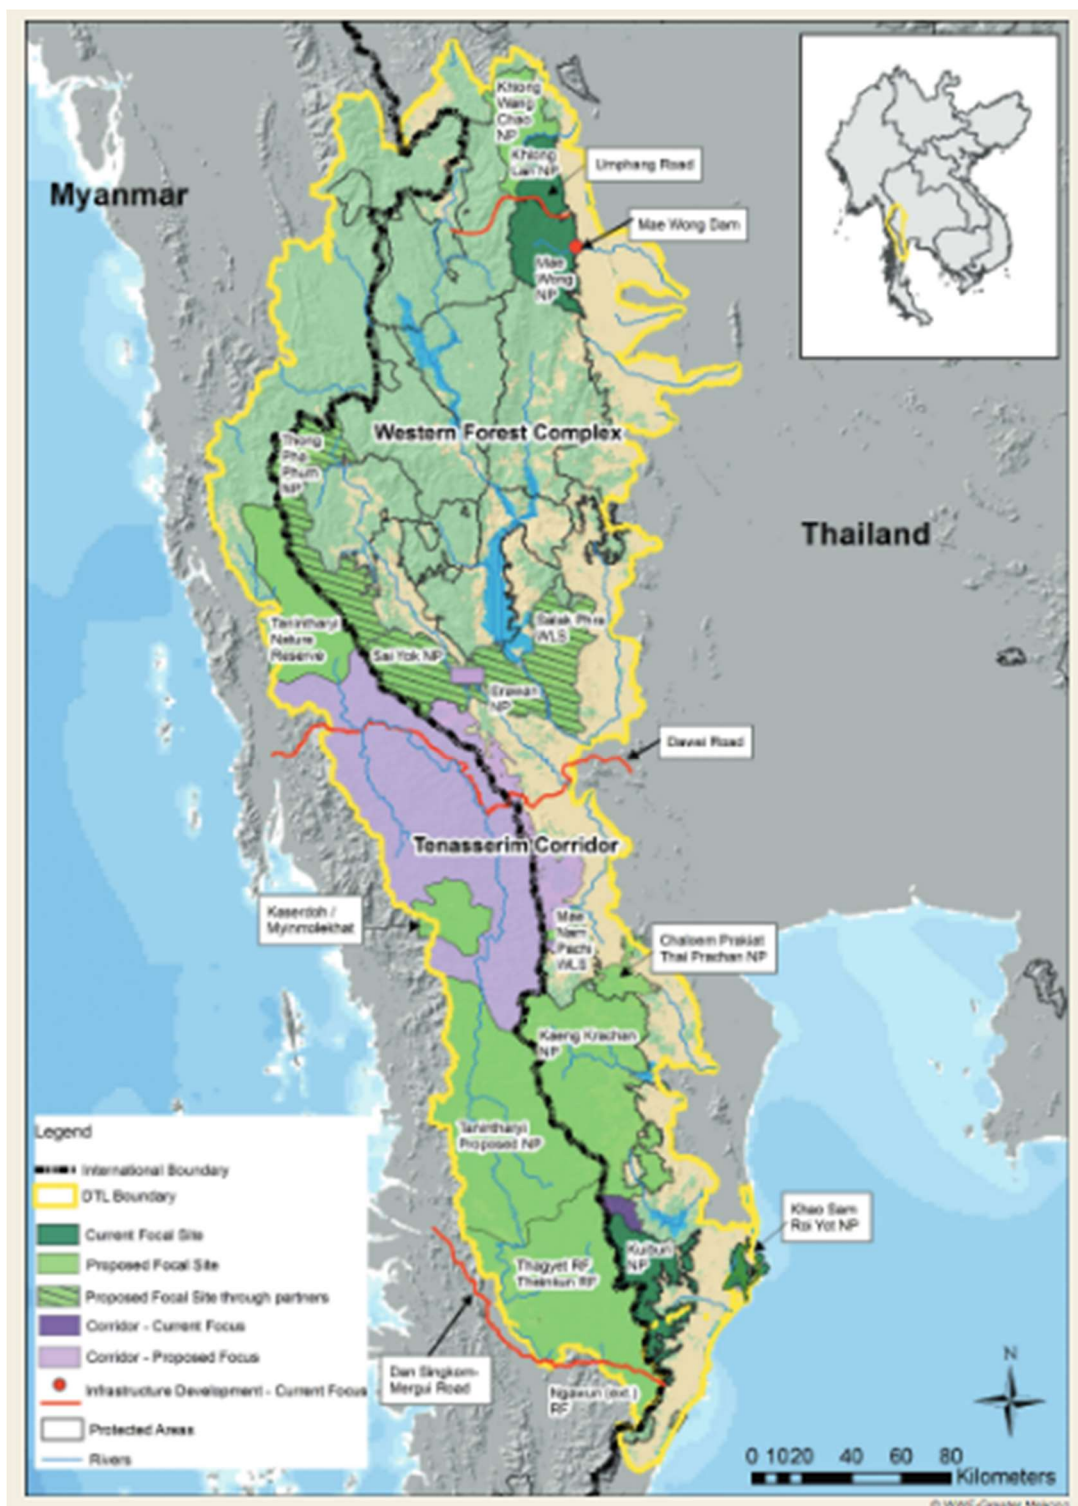 Khlong
Wang
Chao
NP
Khlong
Lan NP
Umphang Road
Myanmar
Mae Wong Dam
Mae
Wong
NP
Western Forest Complex
Thong
Pha
Phum
NP
Thailand
Tanintharyi
Nature
Reserve
Salak Phra
WLS
Sai Yok NP
Erawan
NP
Dawei Road
Tenasserim Corridor
Kaserdoh /
Myinmolekhat
Mae
Nam
Pachi
WLS
Chaloem Prakiat
Thai Prachan NP
Kaeng Krachan
NP
Tanintharyi
Proposed NP
Legend
International Boundary
DTL Boundary
Current Focal Site
Proposed Focal Site
Proposed Focal Site through partners
Corridor - Current Focus
Corridor - Proposed Focus
Infrastructure Development - Current Focus
Protected Areas
Rivers
Khao Sam
Roi Yot NP
Kuiburi
NP
Thagyet RF
Theinkun RF
Dan Singkorn-
Mergui Road
Ngawun (ext.)
RF
N
0 10 20 40 60 80
Kilometers
© WWF-Greater Mekong